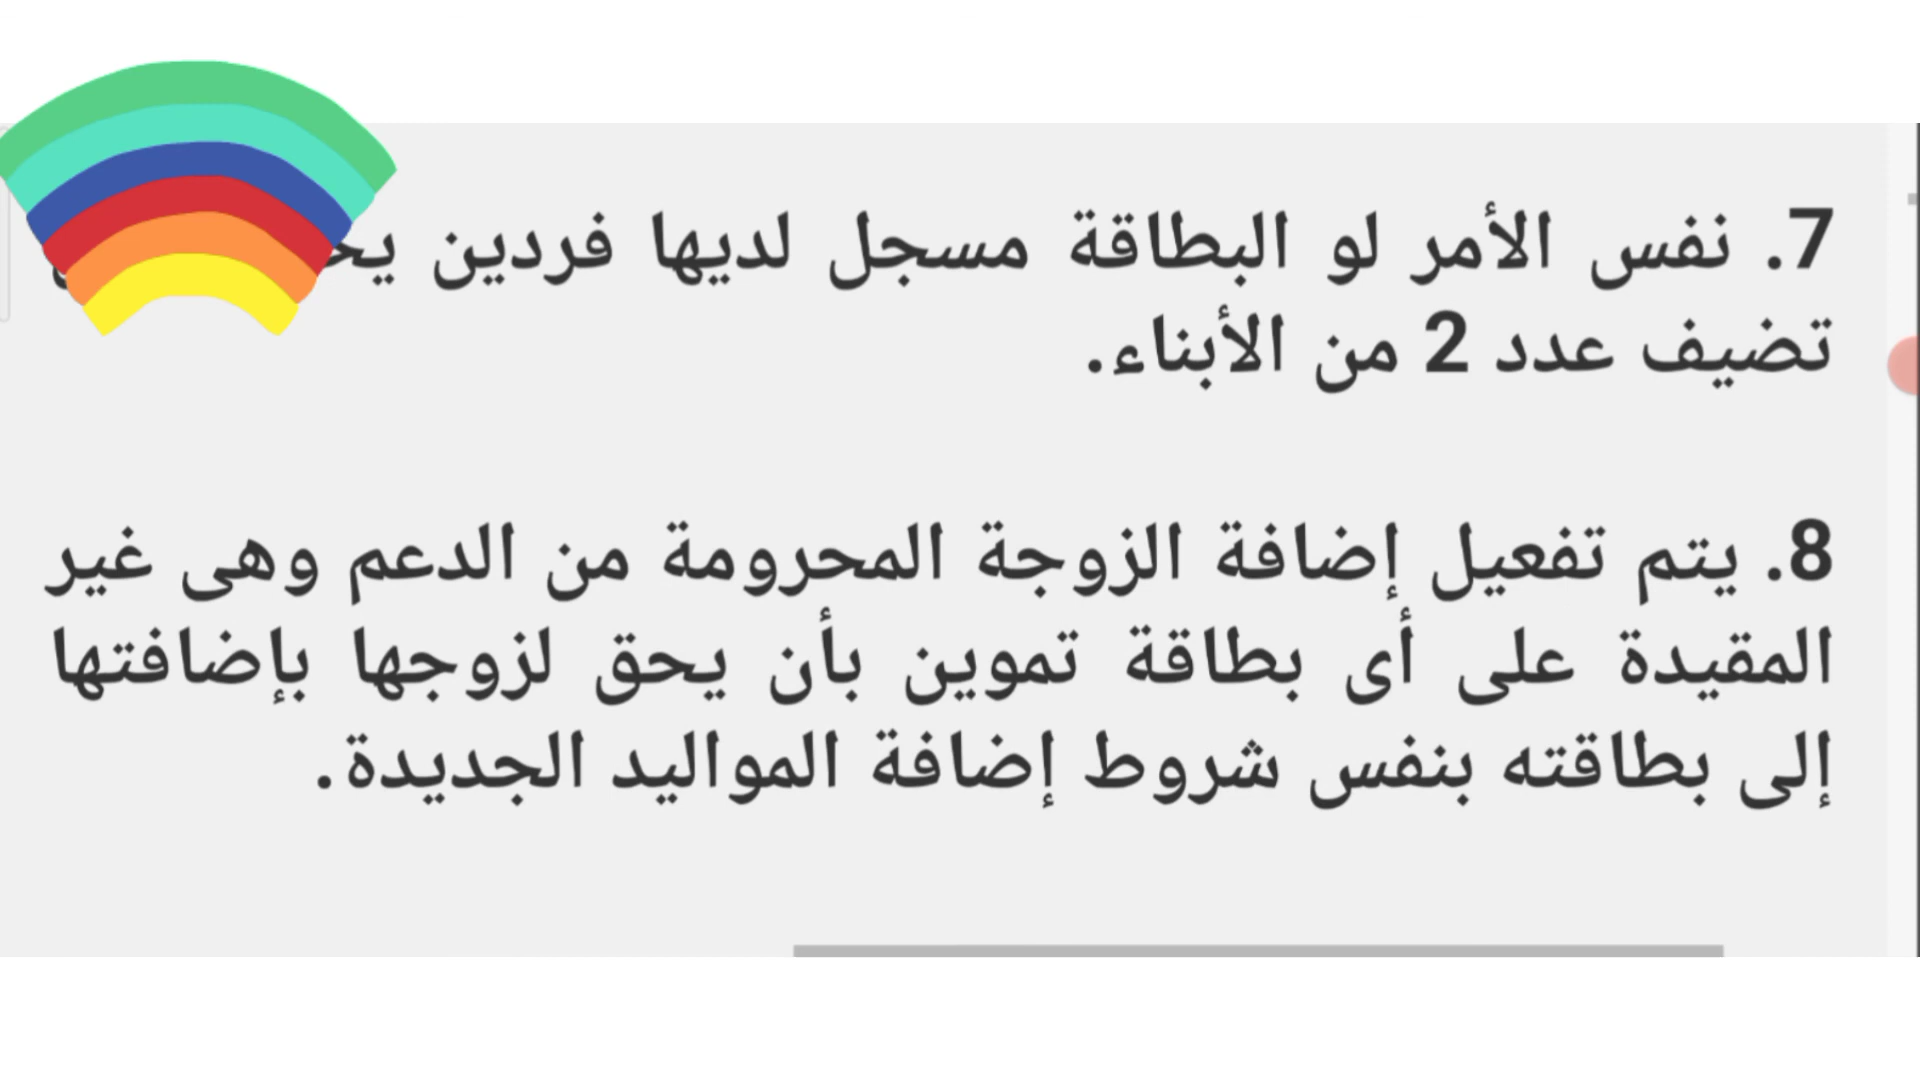 7. نفس الأمر لو البطاقة مسجل لديها فردين
تضيف عدد 2 من الأبناء.
8. يتم تفعيل إضافة الزوجة المحرومة من الدعم وهى غير
المقيدة على أى بطاقة تموين بأن يحق لزوجها بإضافتها
إلى بطاقته بنفس شروط إضافة المواليد الجديدة.